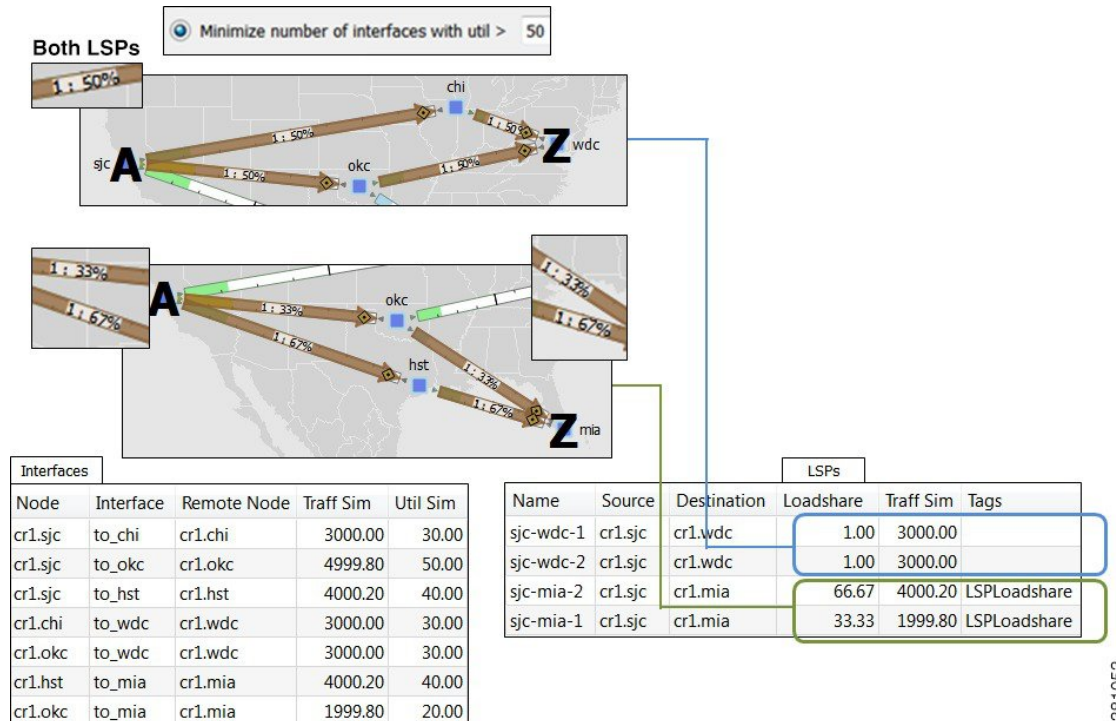 Minimize number of interfaces with util > 50
Both LSPs
1 : 50%
chi
1 : 50%
1 : 50%
sjc A
Z wdc
okc
1 : 50%
1 : 50%
1 : 33%
1 : 67%
1 : 33%
1 : 67%
A
okc
1 : 33%
1 : 67%
hst
1 : 33%
1 : 67%
Z mia
Interfaces
Node Interface Remote Node Traff Sim Util Sim
cr1.sjc to_chi cr1.chi 3000.00 30.00
cr1.sjc to_okc cr1.okc 4999.80 50.00
cr1.sjc to_hst cr1.hst 4000.20 40.00
cr1.chi to_wdc cr1.wdc 3000.00 30.00
cr1.okc to_wdc cr1.wdc 3000.00 30.00
cr1.hst to_mia cr1.mia 4000.20 40.00
cr1.okc to_mia cr1.mia 1999.80 20.00
LSPs
Name Source Destination Loadshare Traff Sim Tags
sjc-wdc-1 cr1.sjc cr1.wdc 1.00 3000.00
sjc-wdc-2 cr1.sjc cr1.wdc 1.00 3000.00
sjc-mia-2 cr1.sjc cr1.mia 66.67 4000.20 LSPLoadshare
sjc-mia-1 cr1.sjc cr1.mia 33.33 1999.80 LSPLoadshare